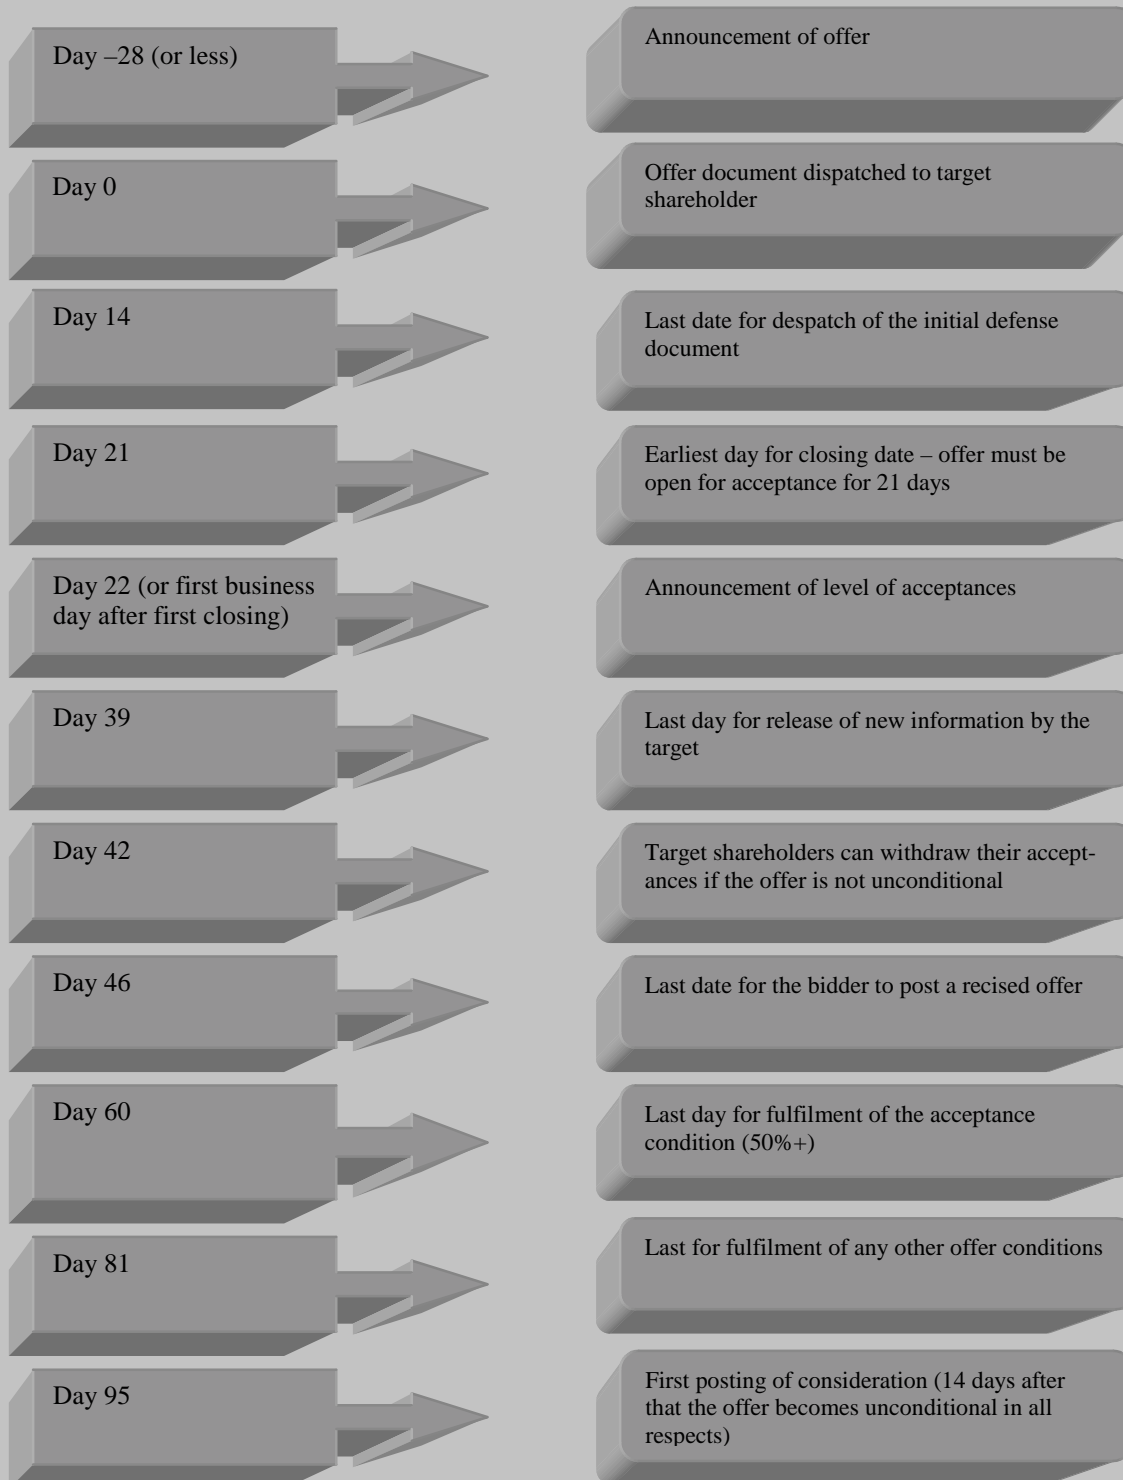 Day –28 (or less)
Announcement of offer
Day 0
Offer document dispatched to target
shareholder
Day 14
Last date for despatch of the initial defense
document
Day 21
Earliest day for closing date – offer must be
open for acceptance for 21 days
Day 22 (or first business
day after first closing)
Announcement of level of acceptances
Day 39
Last day for release of new information by the
target
Day 42
Target shareholders can withdraw their accept-
ances if the offer is not unconditional
Day 46
Last date for the bidder to post a recised offer
Day 60
Last day for fulfilment of the acceptance
condition (50%+)
Day 81
Last for fulfilment of any other offer conditions
Day 95
First posting of consideration (14 days after
that the offer becomes unconditional in all
respects)